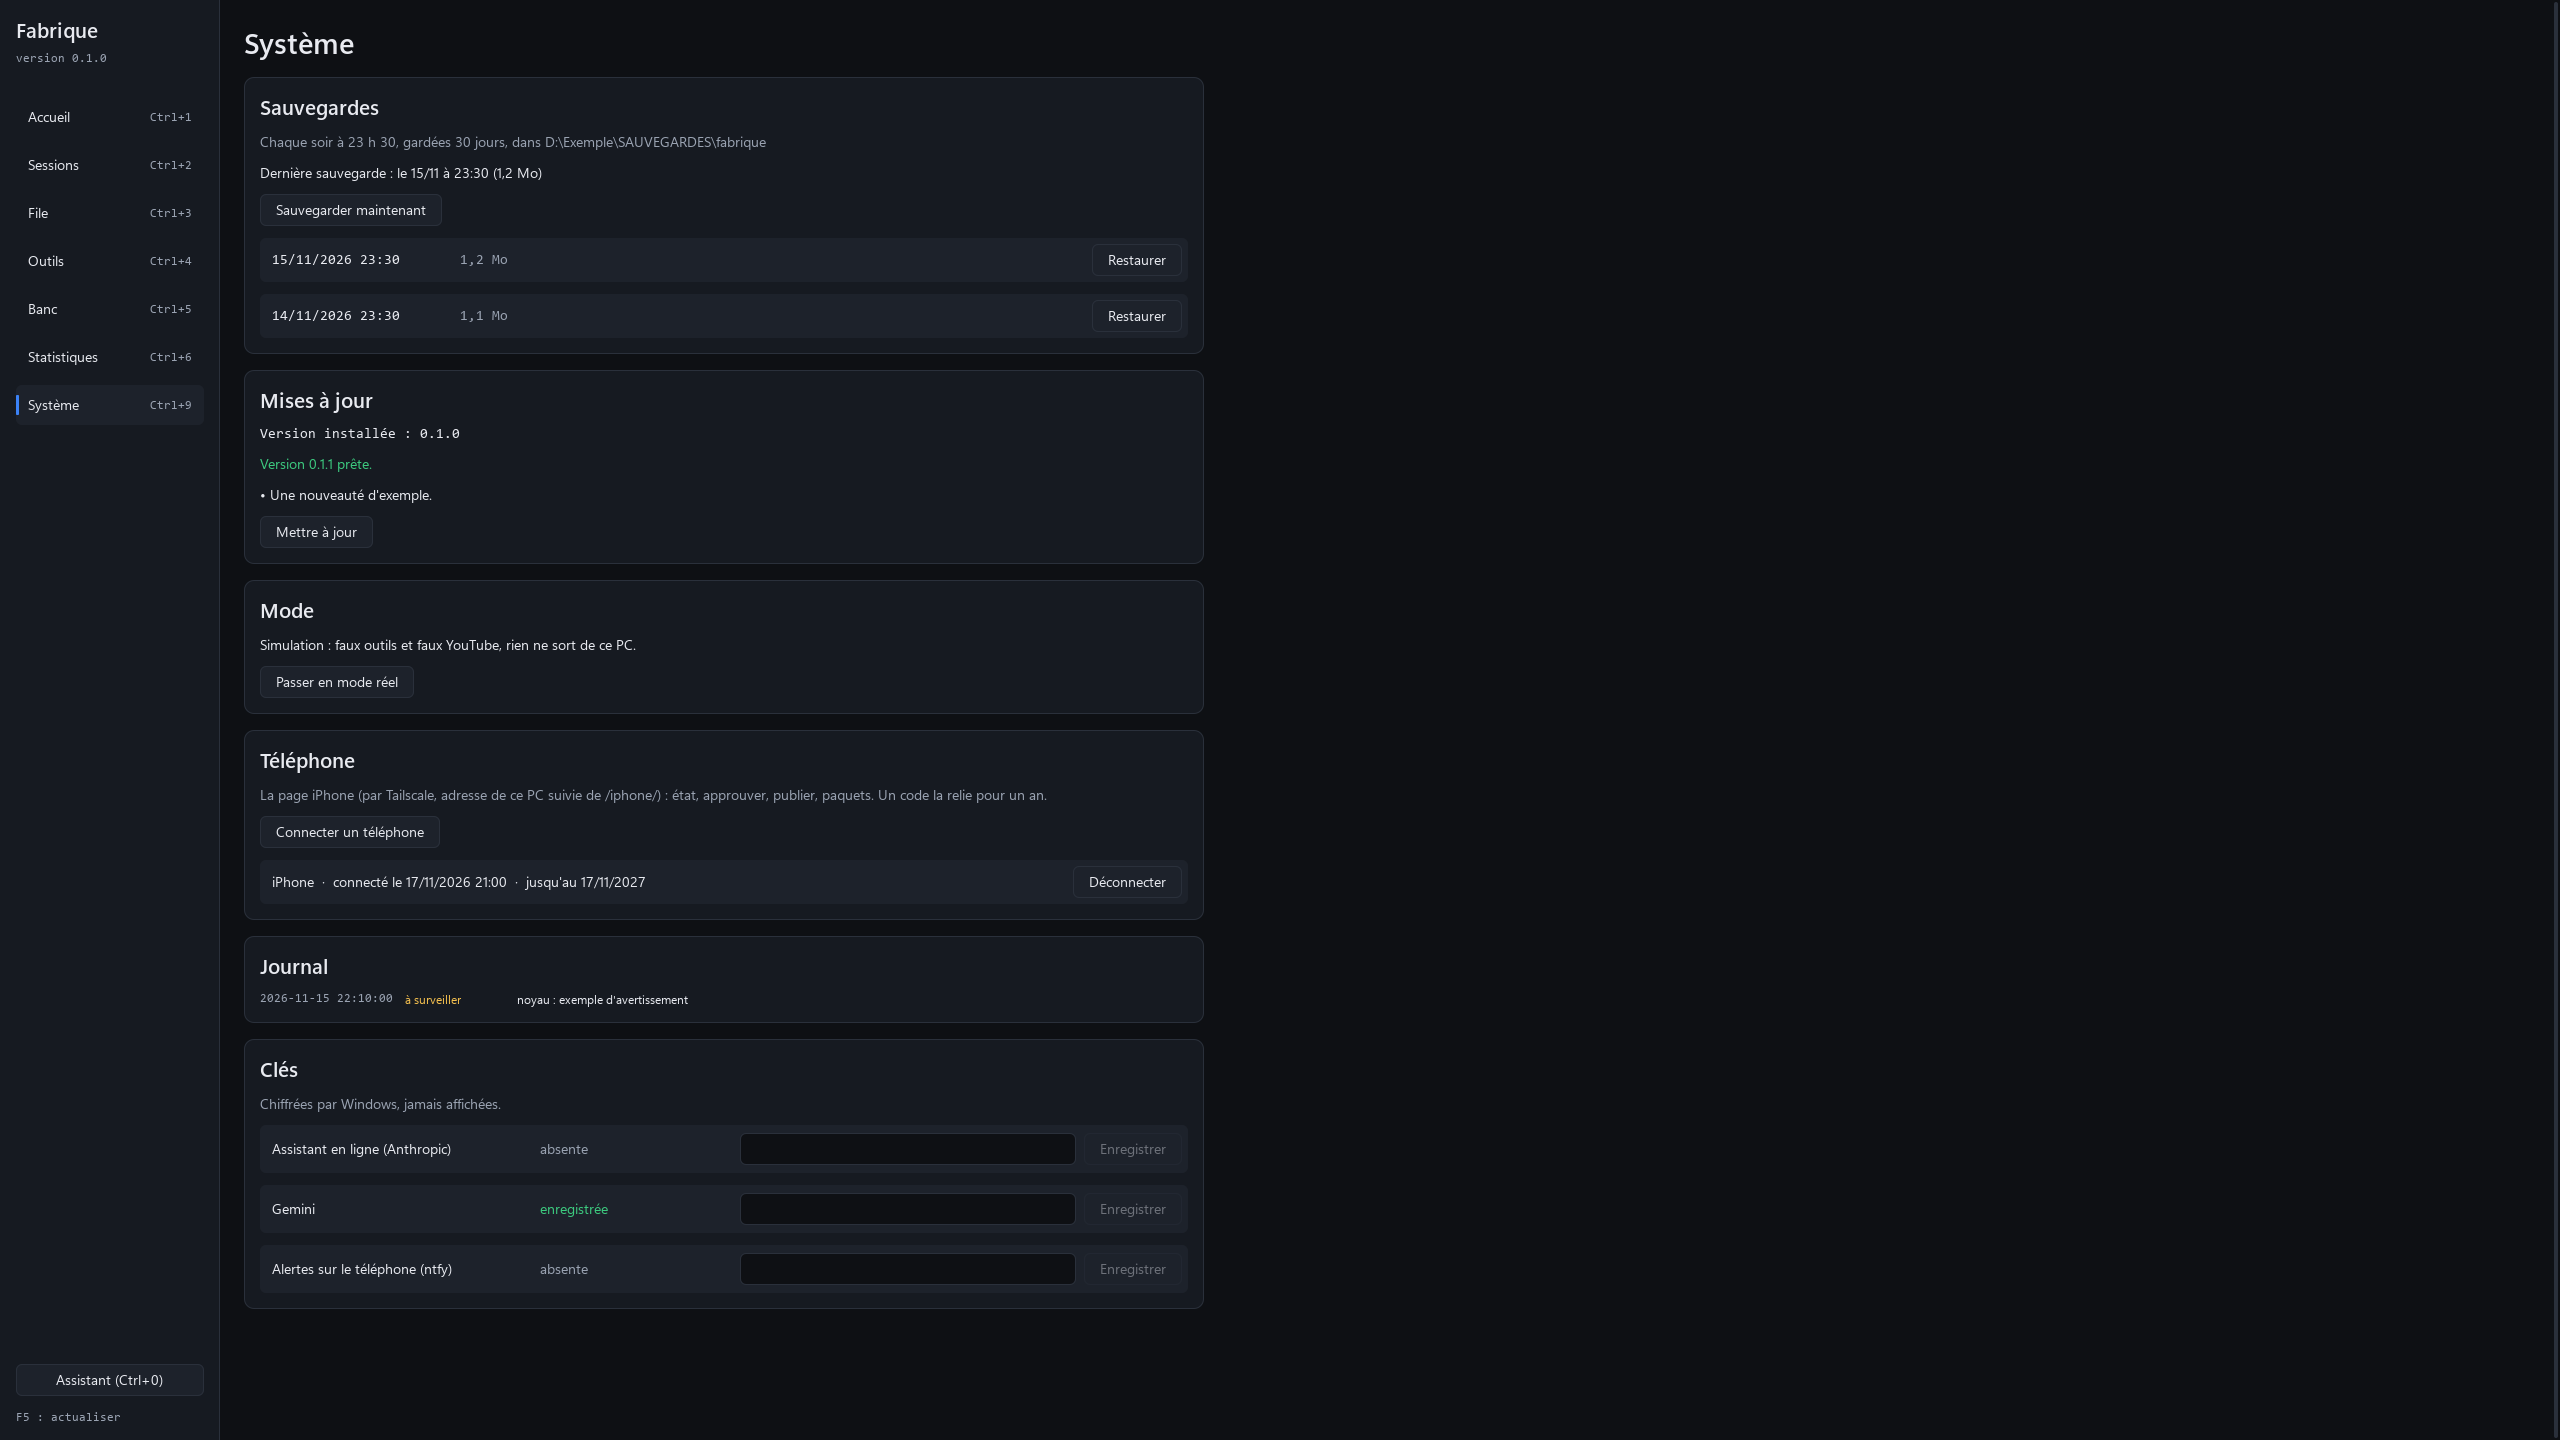 Fabrique
version 0.1.0
Accueil Ctrl+1
Sessions Ctrl+2
File Ctrl+3
Outils Ctrl+4
Banc Ctrl+5
Statistiques Ctrl+6
Système Ctrl+9
Assistant (Ctrl+0)
F5 : actualiser
Système
Sauvegardes
Chaque soir à 23 h 30, gardées 30 jours, dans D:\Exemple\SAUVEGARDES\fabrique
Dernière sauvegarde : le 15/11 à 23:30 (1,2 Mo)
Sauvegarder maintenant
15/11/2026 23:30 1,2 Mo Restaurer
14/11/2026 23:30 1,1 Mo Restaurer
Mises à jour
Version installée : 0.1.0
Version 0.1.1 prête.
• Une nouveauté d'exemple.
Mettre à jour
Mode
Simulation : faux outils et faux YouTube, rien ne sort de ce PC.
Passer en mode réel
Téléphone
La page iPhone (par Tailscale, adresse de ce PC suivie de /iphone/) : état, approuver, publier, paquets. Un code la relie pour un an.
Connecter un téléphone
iPhone · connecté le 17/11/2026 21:00 · jusqu'au 17/11/2027 Déconnecter
Journal
2026-11-15 22:10:00 à surveiller noyau : exemple d'avertissement
Clés
Chiffrées par Windows, jamais affichées.
Assistant en ligne (Anthropic) absente Enregistrer
Gemini enregistrée Enregistrer
Alertes sur le téléphone (ntfy) absente Enregistrer